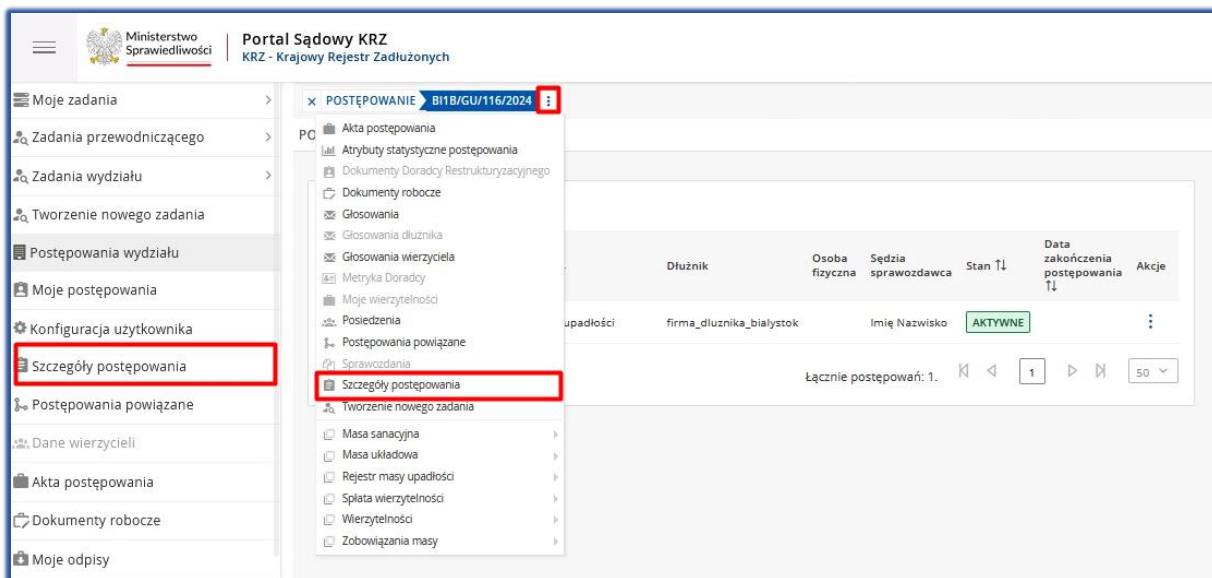 Ministerstwo
Sprawiedliwości
Portal Sądowy KRZ
KRZ - Krajowy Rejestr Zadłużonych
Moje zadania
Zadania przewodniczącego
Zadania wydziału
Tworzenie nowego zadania
Postępowania wydziału
Moje postępowania
Konfiguracja użytkownika
Szczegóły postępowania
Postępowania powiązane
Dane wierzycieli
Akta postępowania
Dokumenty robocze
Moje odpisy
x POSTĘPOWANIE BI1B/GU/116/2024
PO
Akta postępowania
Atrybuty statystyczne postępowania
Dokumenty Doradcy Restrukturyzacyjnego
Dokumenty robocze
Głosowania
Głosowania dłużnika
Głosowania wierzyciela
Metryka Doradcy
Moje wierzytelności
Posiedzenia
Postępowania powiązane
Sprawozdania
Szczegóły postępowania
Tworzenie nowego zadania
Masa sanacyjna
Masa układowa
Rejestr masy upadłości
Spłata wierzytelności
Wierzytelności
Zobowiązania masy
Dłużnik
Osoba
fizyczna
Sędzia
sprawozdawca
Stan ↑↓
Data
zakończenia
postępowania
↑↓
Akcje
upadłości
firma_dluznika_bialystok
Imię Nazwisko
AKTYWNE
Łącznie postępowań: 1.
1
50